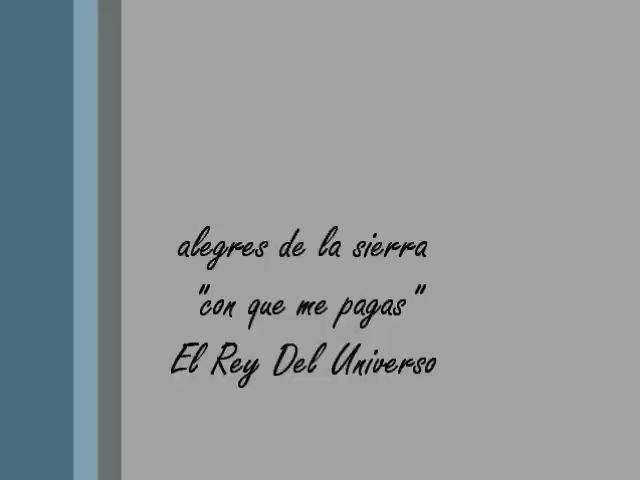 alegres de la sierra
"con que me pagas"
El Rey Del Universo